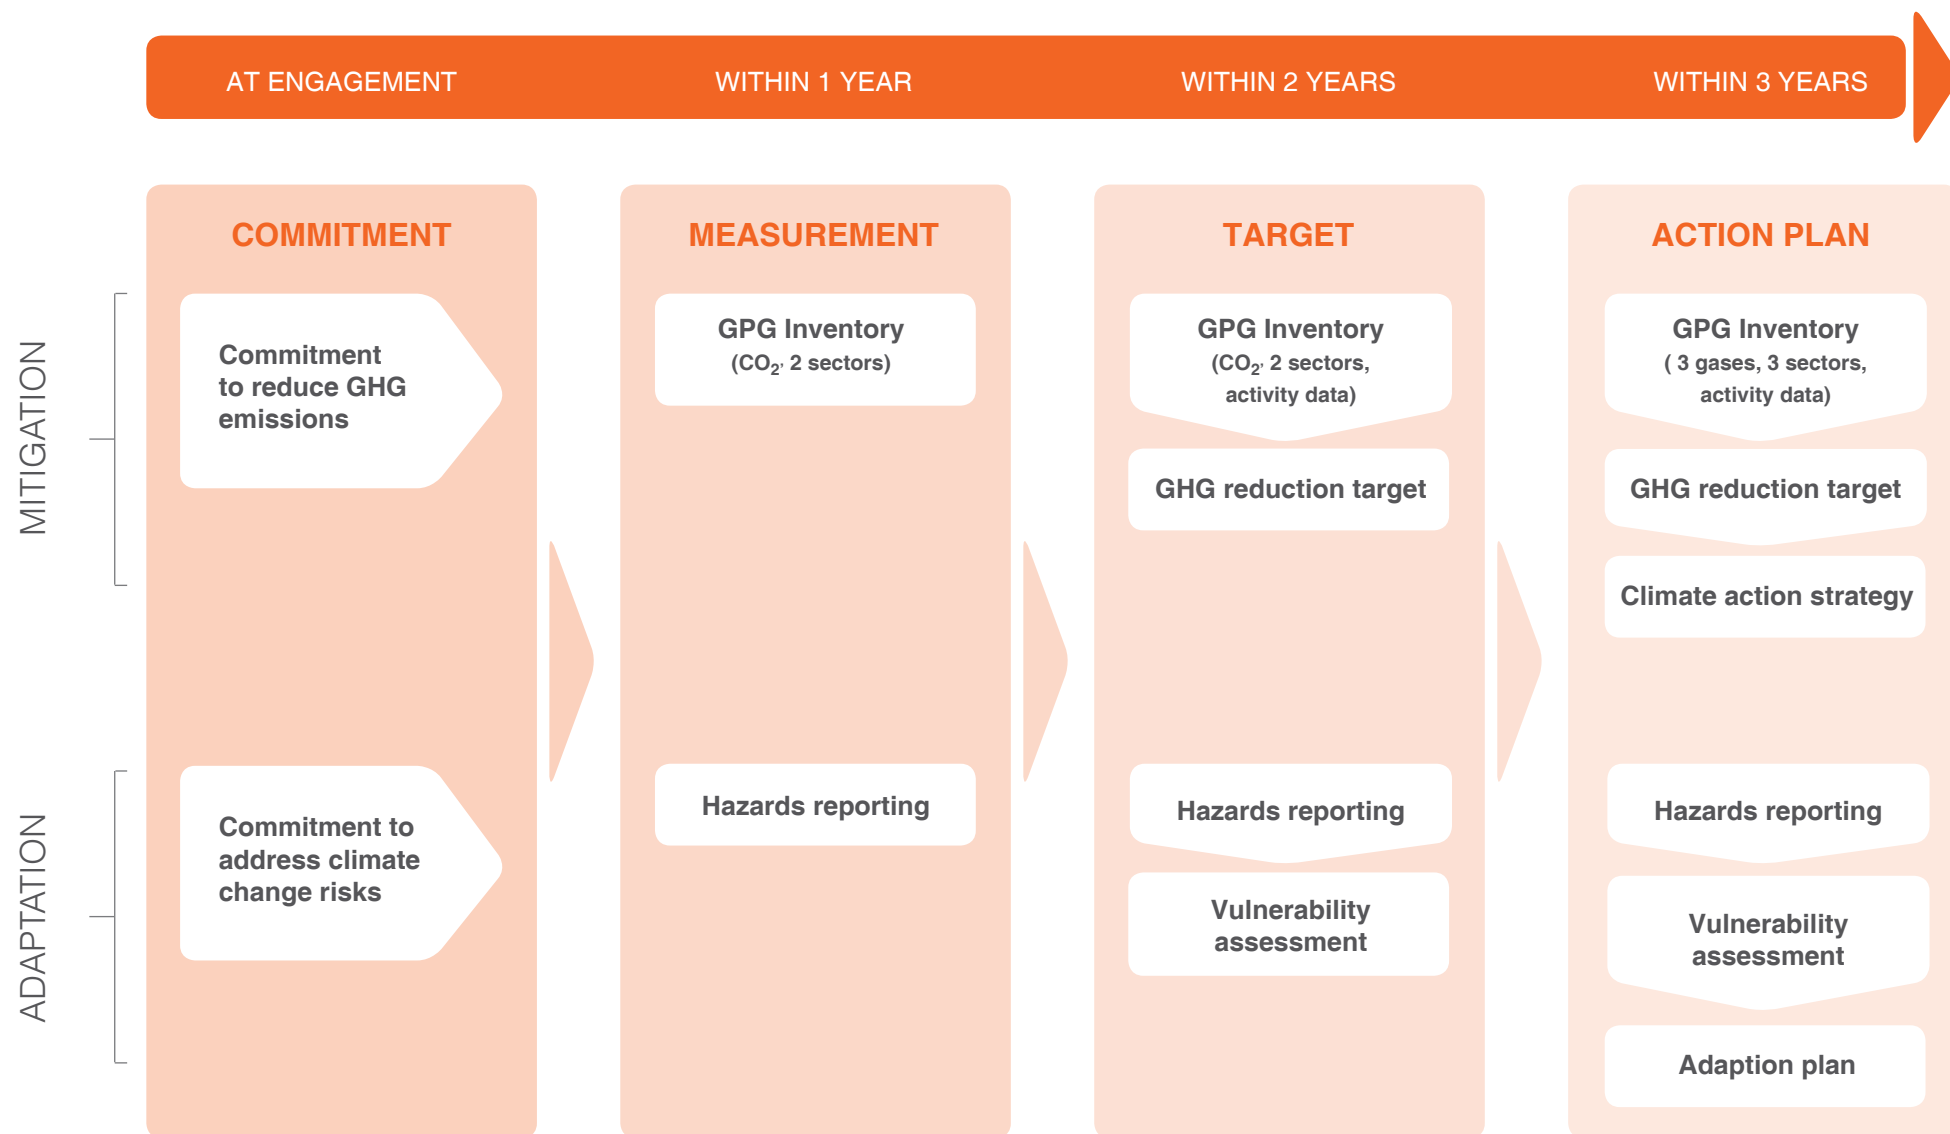 AT ENGAGEMENT
WITHIN 1 YEAR
WITHIN 2 YEARS
WITHIN 3 YEARS
MITIGATION
ADAPTATION
COMMITMENT
Commitment
to reduce GHG
emissions
Commitment to
address climate
change risks
MEASUREMENT
GPG Inventory
(CO₂, 2 sectors)
Hazards reporting
TARGET
GPG Inventory
(CO₂, 2 sectors,
activity data)
GHG reduction target
Hazards reporting
Vulnerability
assessment
ACTION PLAN
GPG Inventory
( 3 gases, 3 sectors,
activity data)
GHG reduction target
Climate action strategy
Hazards reporting
Vulnerability
assessment
Adaption plan